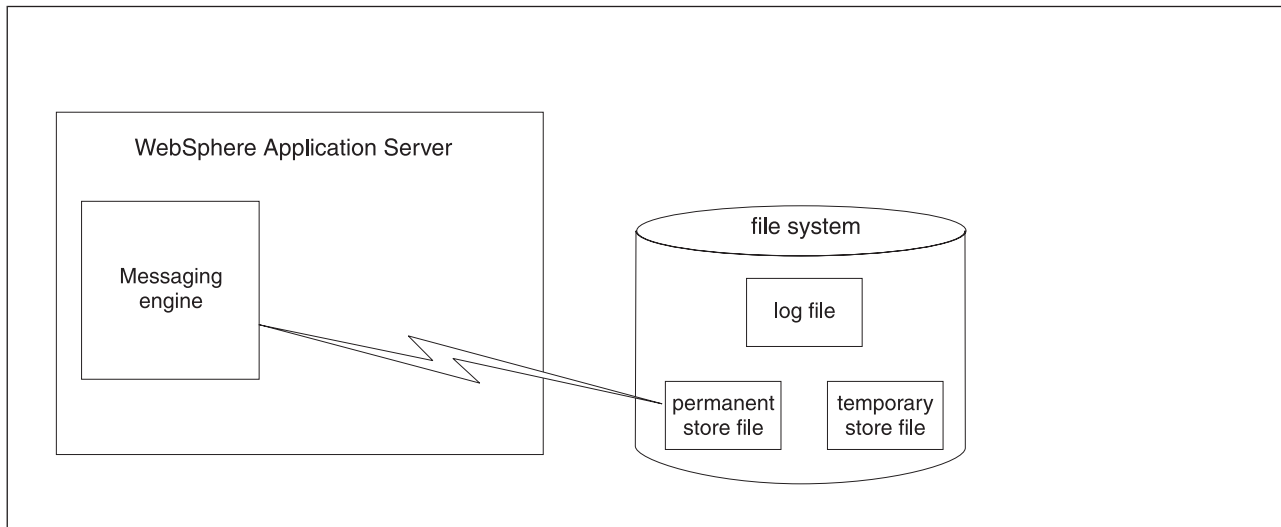 WebSphere Application Server
Messaging
engine
file system
log file
permanent
store file
temporary
store file